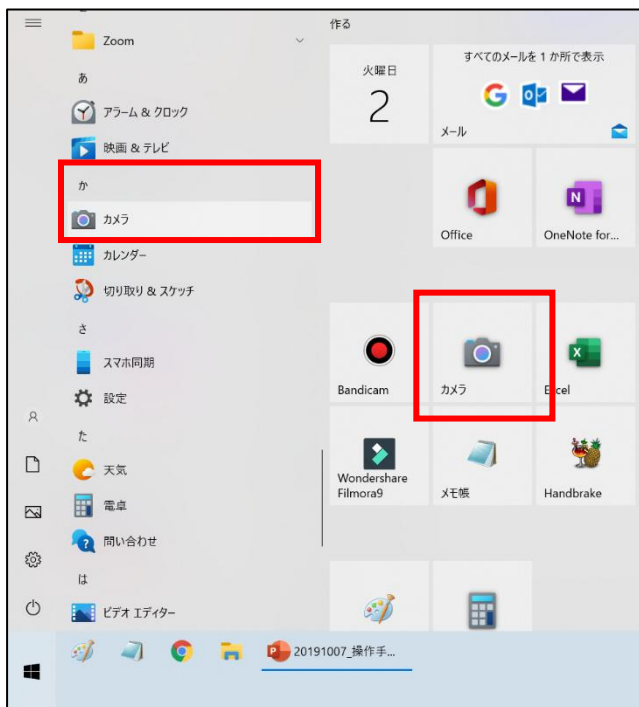 Zoom
あ
アラーム & クロック
映画 & テレビ
か
カメラ
カレンダー
切り取り & スケッチ
さ
スマホ同期
設定
た
天気
電卓
問い合わせ
は
ビデオ エディター
作る
火曜日
2
すべてのメールを 1 か所で表示
メール
Office
OneNote for...
Bandicam
カメラ
Excel
Wondershare
Filmora9
メモ帳
Handbrake
20191007_操作手...